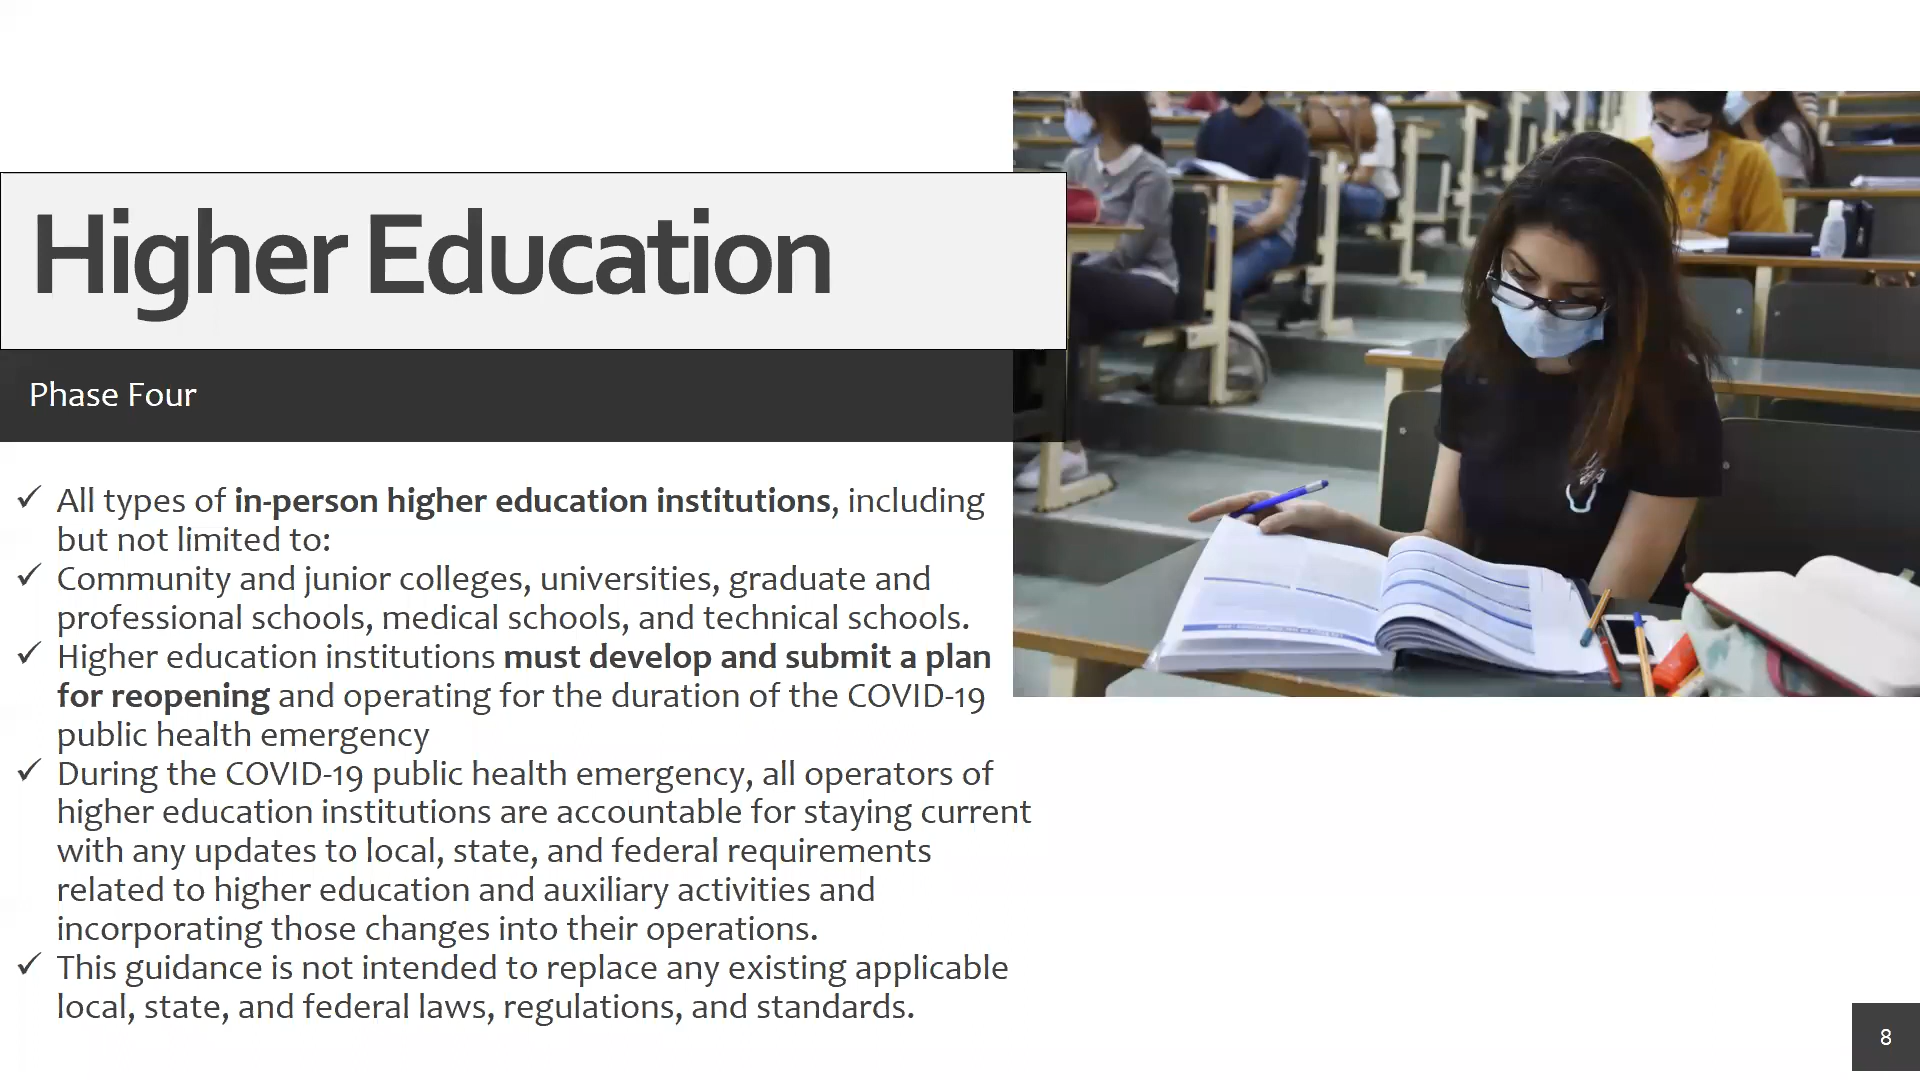 Higher Education
Phase Four
✓ All types of in-person higher education institutions, including
but not limited to:
✓ Community and junior colleges, universities, graduate and
professional schools, medical schools, and technical schools.
✓ Higher education institutions must develop and submit a plan
for reopening and operating for the duration of the COVID-19
public health emergency
✓ During the COVID-19 public health emergency, all operators of
higher education institutions are accountable for staying current
with any updates to local, state, and federal requirements
related to higher education and auxiliary activities and
incorporating those changes into their operations.
✓ This guidance is not intended to replace any existing applicable
local, state, and federal laws, regulations, and standards.
8